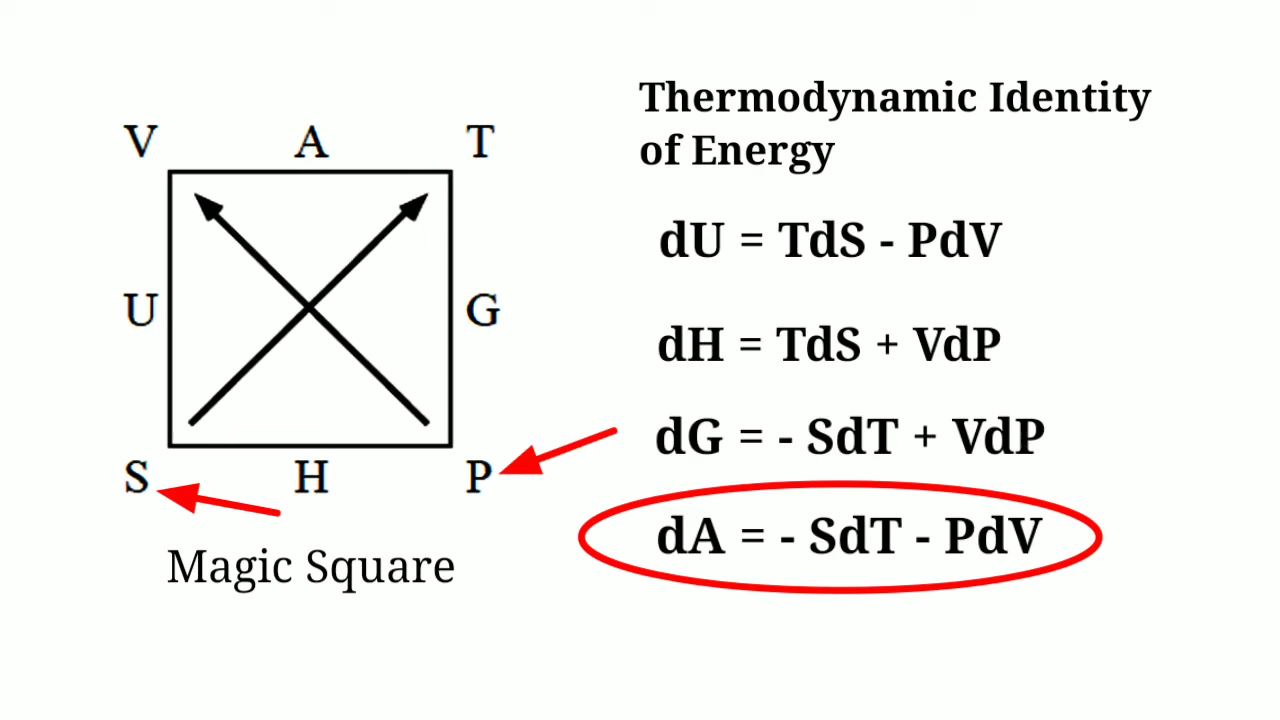 V A T
U G
S H P
Magic Square
Thermodynamic Identity
of Energy
dU = TdS - PdV
dH = TdS + VdP
dG = - SdT + VdP
dA = - SdT - PdV